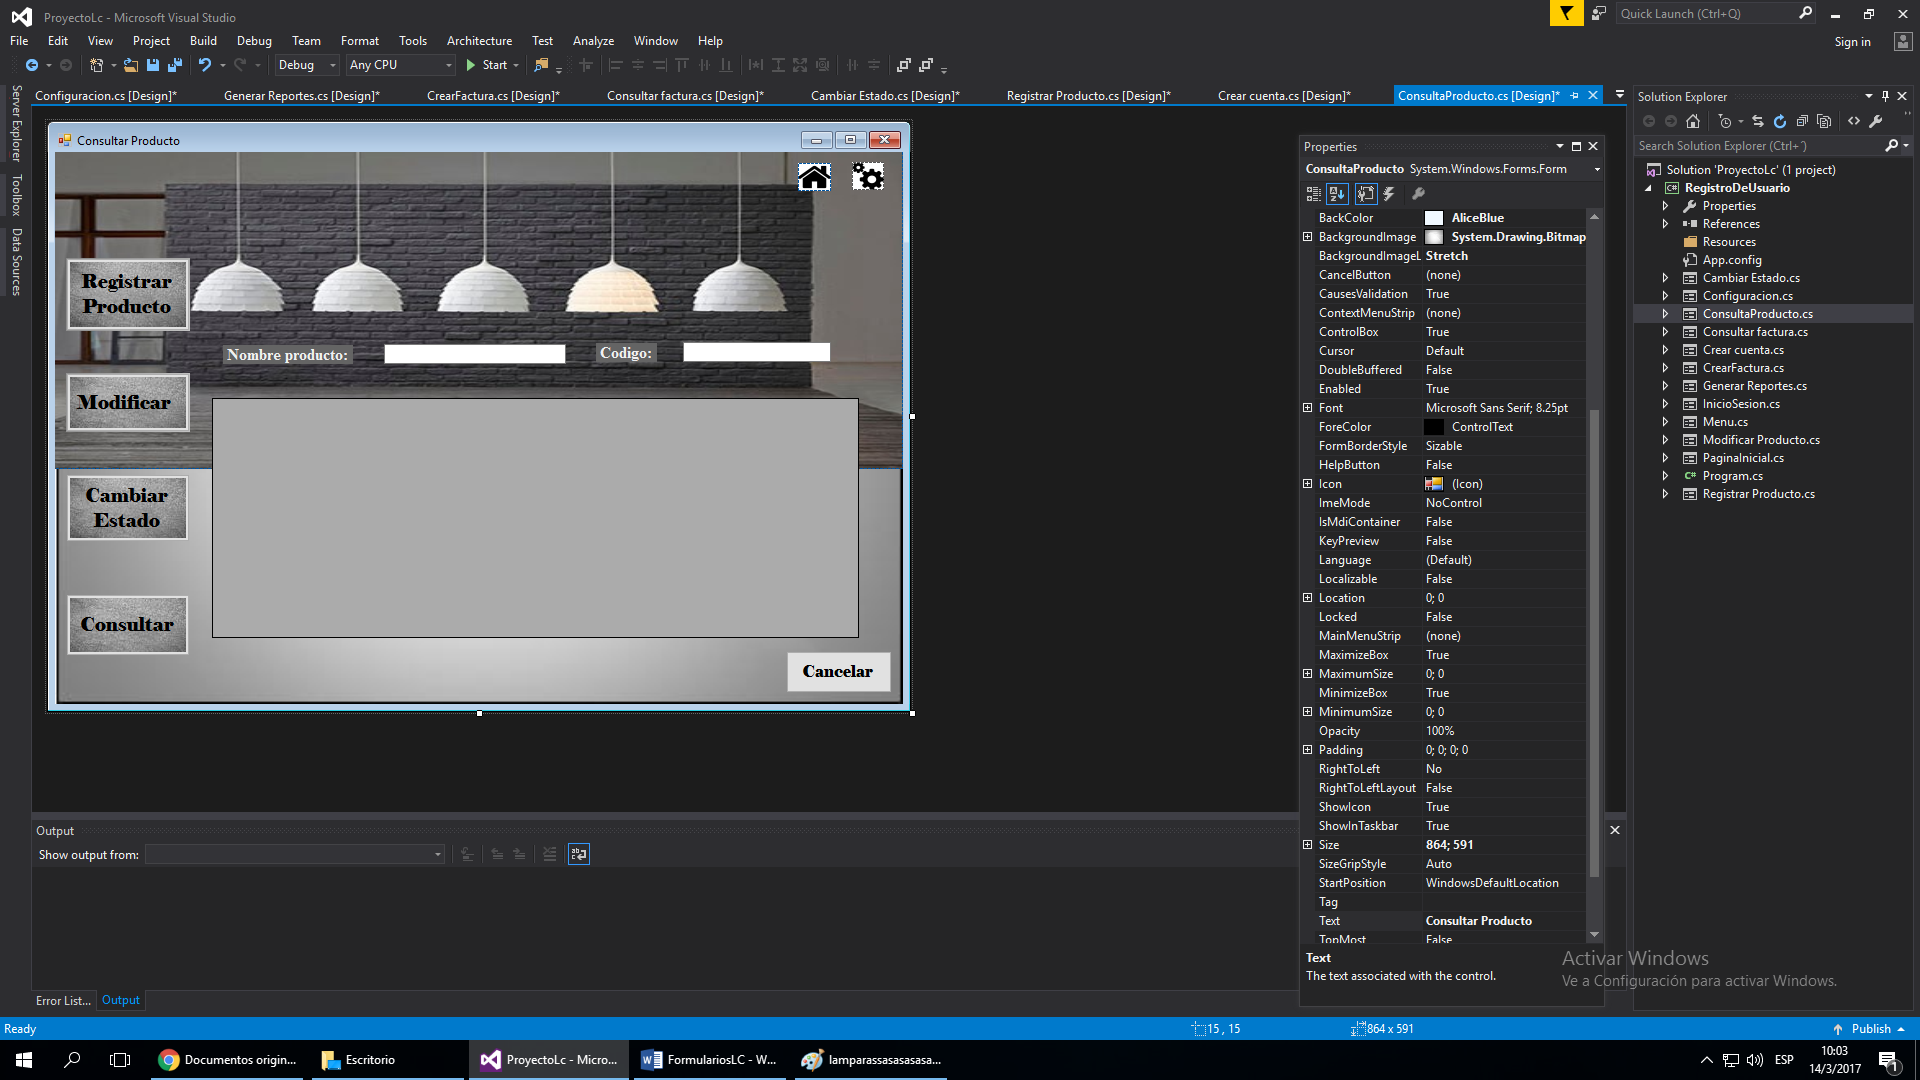 ProyectoLc - Microsoft Visual Studio
Quick Launch (Ctrl+Q)
File Edit View Project Build Debug Team Format Tools Architecture Test Analyze Window Help
Sign in
Debug Any CPU Start
Configuracion.cs [Design]* Generar Reportes.cs [Design]* CrearFactura.cs [Design]* Consultar factura.cs [Design]* Cambiar Estado.cs [Design]* Registrar Producto.cs [Design]* Crear cuenta.cs [Design]* ConsultaProducto.cs [Design]*
Server Explorer
Toolbox
Data Sources
Consultar Producto
Registrar
Producto
Nombre producto:
Codigo:
Modificar
Cambiar
Estado
Consultar
Cancelar
Properties
ConsultaProducto System.Windows.Forms.Form
BackColor AliceBlue
BackgroundImage System.Drawing.Bitmap
BackgroundImageL Stretch
CancelButton (none)
CausesValidation True
ContextMenuStrip (none)
ControlBox True
Cursor Default
DoubleBuffered False
Enabled True
Font Microsoft Sans Serif; 8.25pt
ForeColor ControlText
FormBorderStyle Sizable
HelpButton False
Icon (Icon)
ImeMode NoControl
IsMdiContainer False
KeyPreview False
Language (Default)
Localizable False
Location 0; 0
Locked False
MainMenuStrip (none)
MaximizeBox True
MaximumSize 0; 0
MinimizeBox True
MinimumSize 0; 0
Opacity 100%
Padding 0; 0; 0; 0
RightToLeft No
RightToLeftLayout False
ShowIcon True
ShowInTaskbar True
Size 864; 591
SizeGripStyle Auto
StartPosition WindowsDefaultLocation
Tag
Text Consultar Producto
TopMost False
Text
The text associated with the control.
Solution Explorer
Search Solution Explorer (Ctrl+´)
Solution 'ProyectoLc' (1 project)
RegistroDeUsuario
Properties
References
Resources
App.config
Cambiar Estado.cs
Configuracion.cs
ConsultaProducto.cs
Consultar factura.cs
Crear cuenta.cs
CrearFactura.cs
Generar Reportes.cs
InicioSesion.cs
Menu.cs
Modificar Producto.cs
PaginaInicial.cs
Program.cs
Registrar Producto.cs
Output
Show output from:
Activar Windows
Ve a Configuración para activar Windows.
Error List... Output
Ready 15 , 15 864 x 591 Publish
Documentos origin... Escritorio ProyectoLc - Micro... FormulariosLC - W... lamparassasasasasa... ESP
10:03
14/3/2017
1